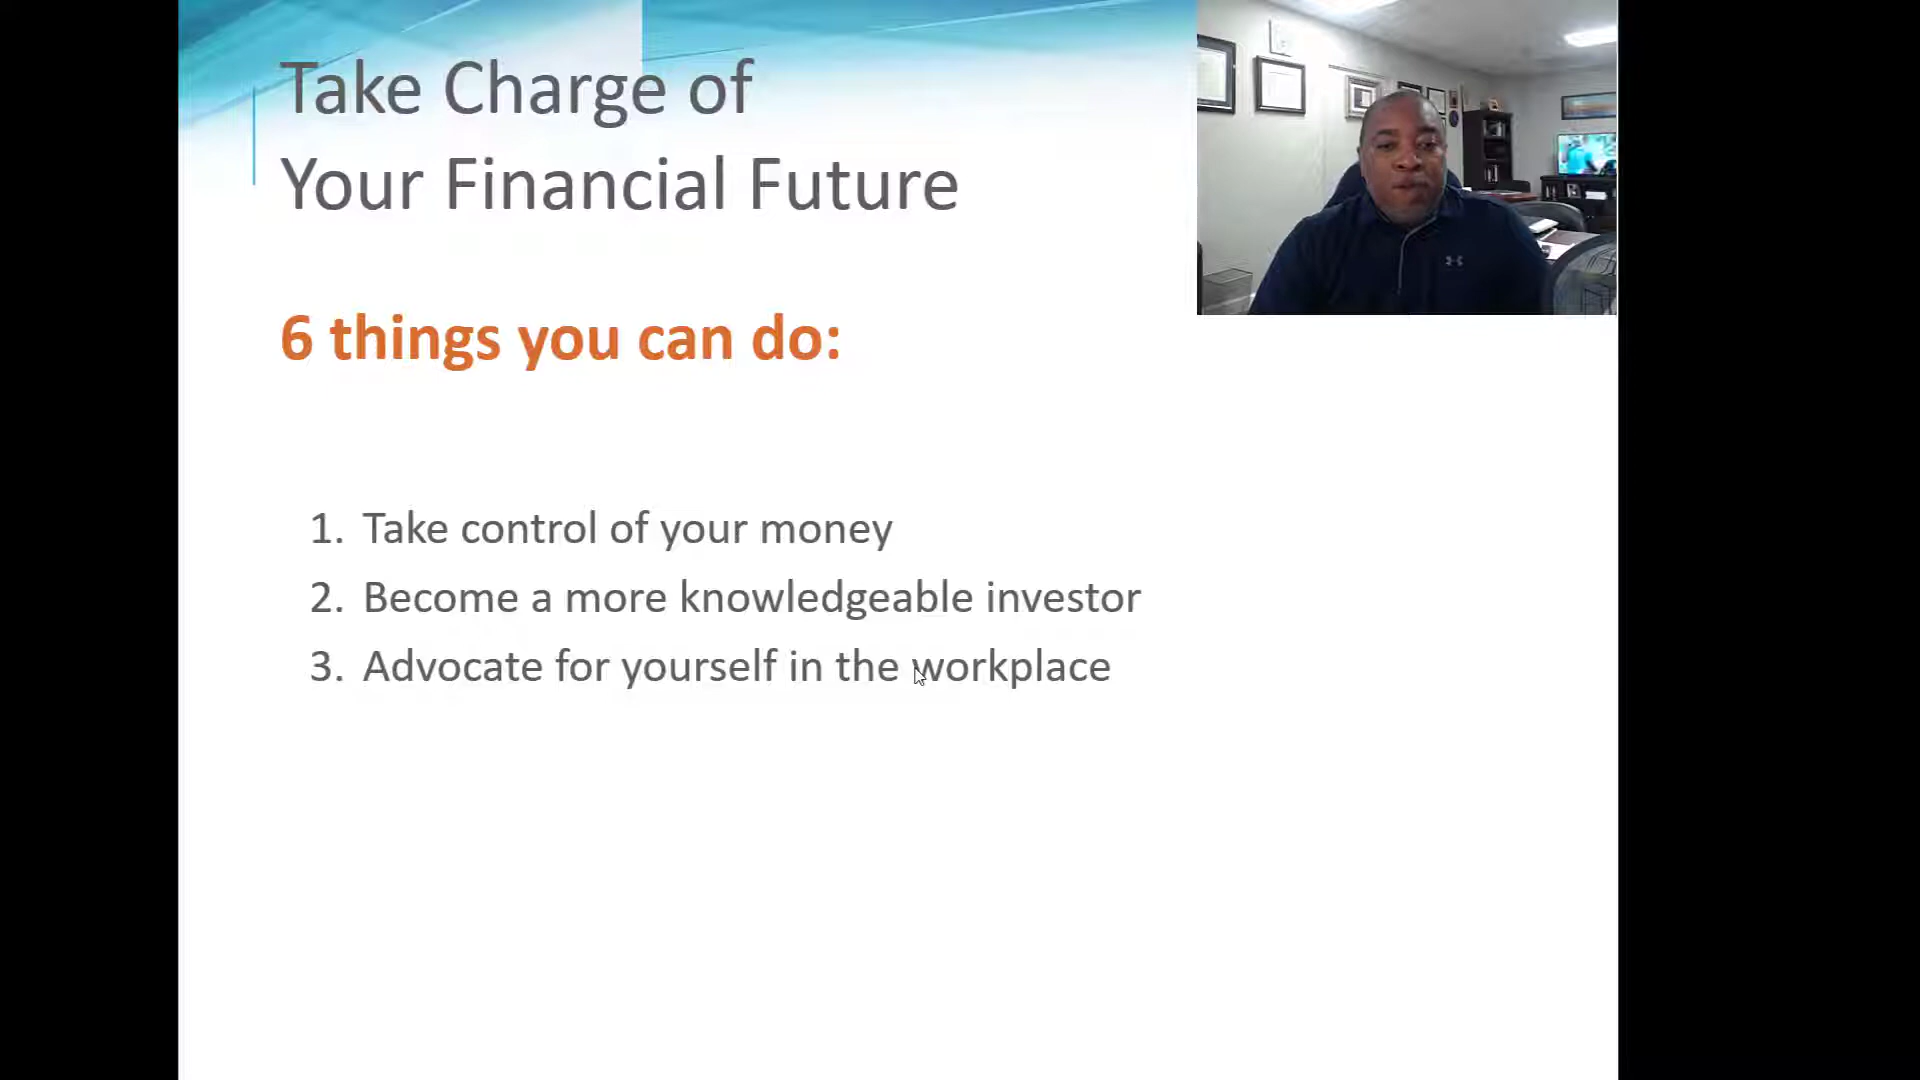 Take Charge of
Your Financial Future
6 things you can do:
1. Take control of your money
2. Become a more knowledgeable investor
3. Advocate for yourself in the workplace